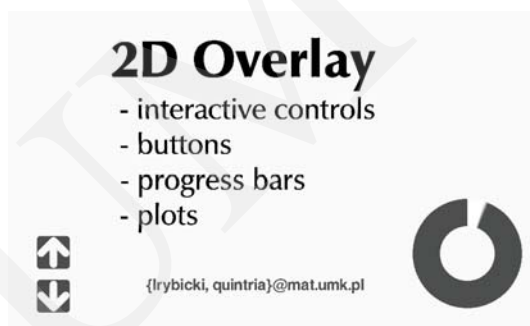 2D Overlay
- interactive controls
- buttons
- progress bars
- plots
{lrybicki, quintria}@mat.umk.pl